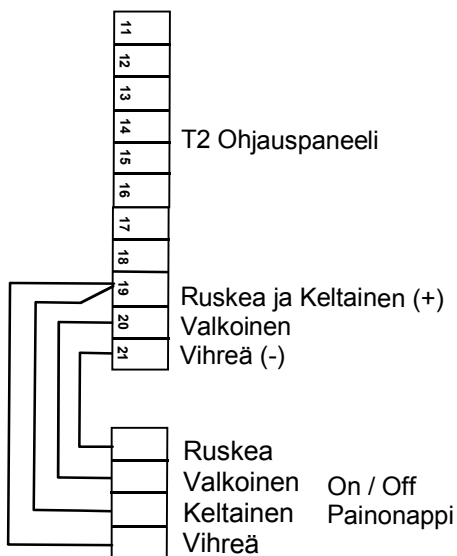 11
12
13
14
T2 Ohjauspaneeli
15
16
17
18
19
Ruskea ja Keltainen (+)
20
Valkoinen
21
Vihreä (-)
Ruskea
Valkoinen On / Off
Keltainen Painonappi
Vihreä